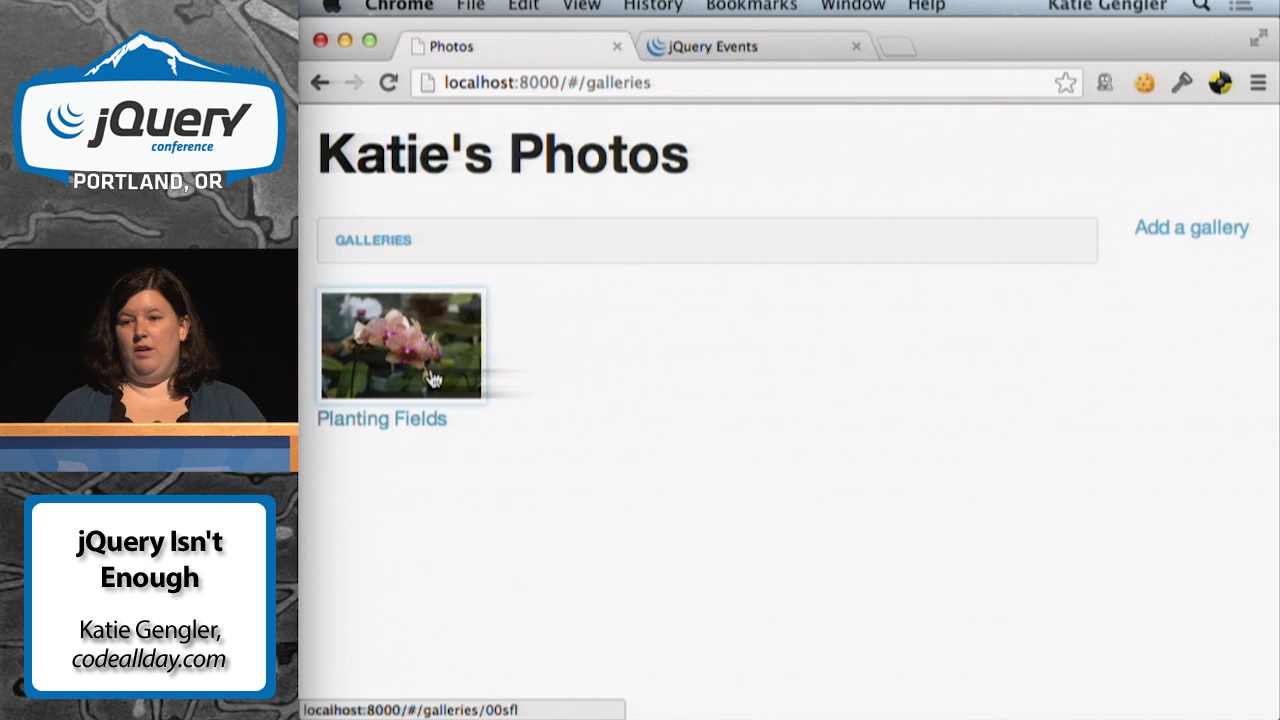 jQuery
conference
PORTLAND, OR
jQuery Isn't
Enough
Katie Gengler,
codeallday.com
Chrome File Edit View History Bookmarks Window Help Katie Gengler
Photos
jQuery Events
localhost:8000/#/galleries
Katie's Photos
GALLERIES
Add a gallery
Planting Fields
localhost:8000/#/galleries/00sfl